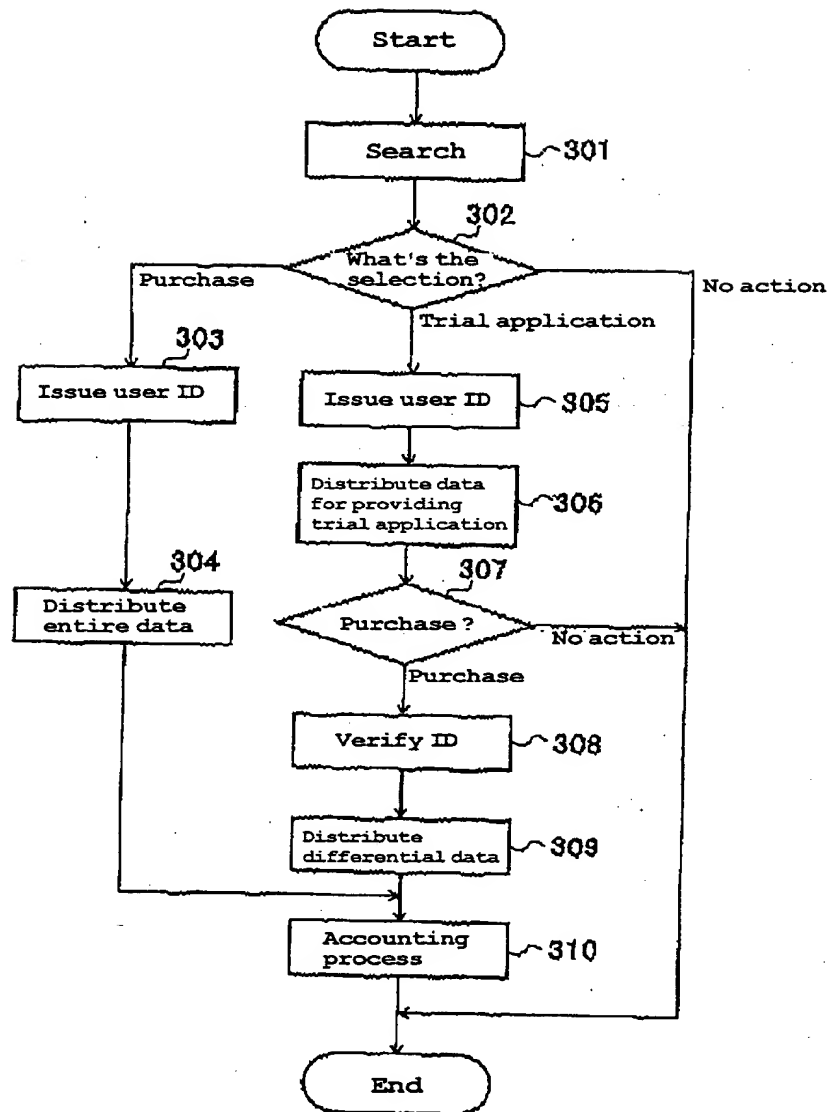 Start
Search
301
302
What's the
selection?
Purchase
No action
Trial application
303
Issue user ID
Issue user ID
305
Distribute data
for providing
trial application
306
304
Distribute
entire data
307
Purchase ?
No action
Purchase
Verify ID
308
Distribute
differential data
309
Accounting
process
310
End